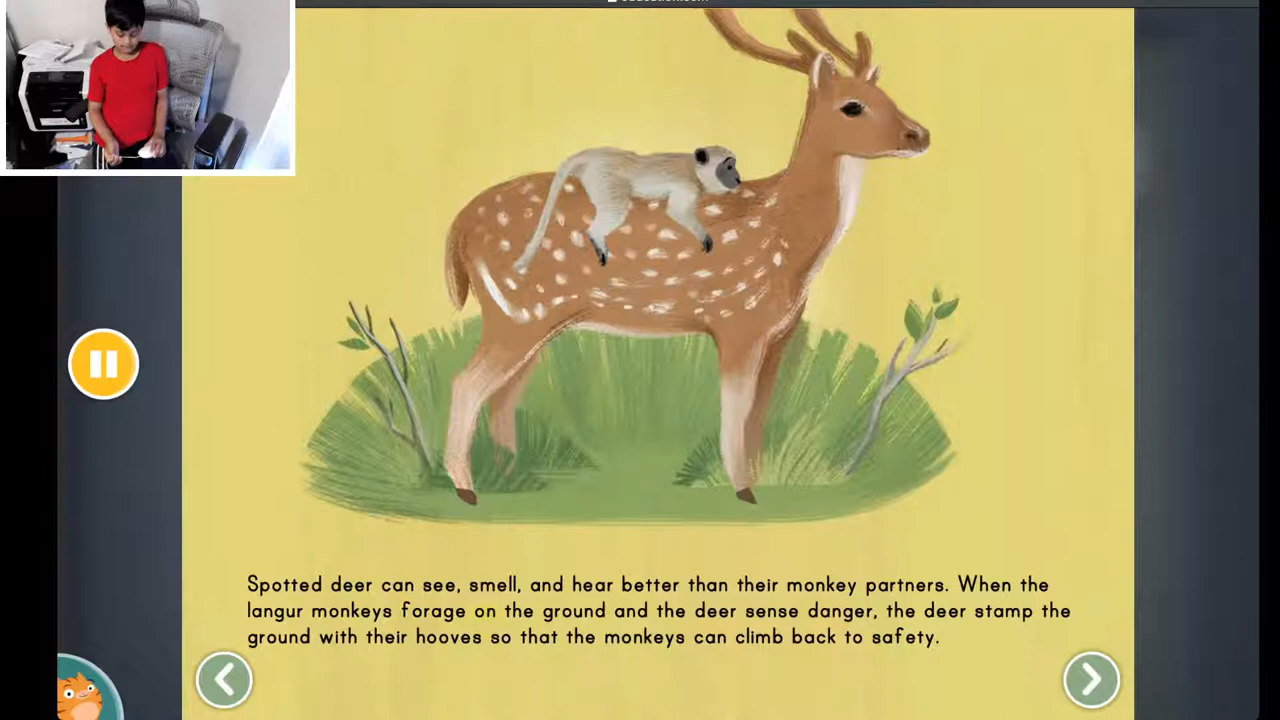 Spotted deer can see, smell, and hear better than their monkey partners. When the
langur monkeys forage on the ground and the deer sense danger, the deer stamp the
ground with their hooves so that the monkeys can climb back to safety.